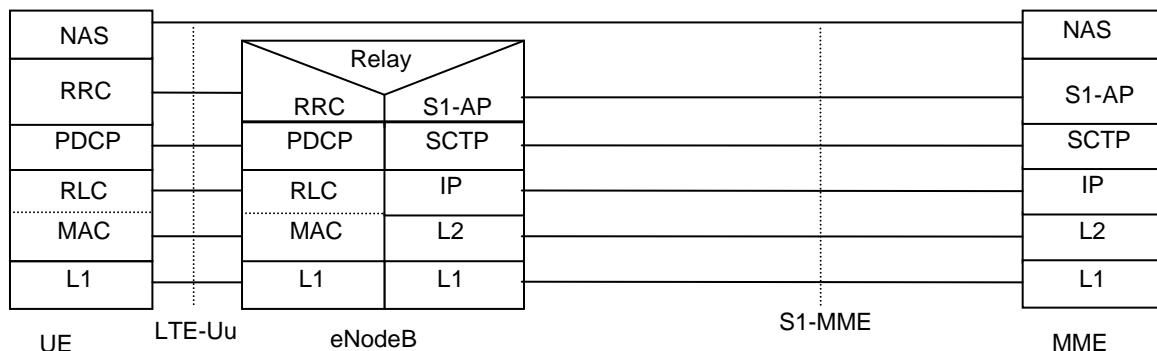 NAS
NAS
Relay
RRC
RRC
S1-AP
S1-AP
PDCP
PDCP
SCTP
SCTP
RLC
RLC
IP
IP
MAC
MAC
L2
L2
L1
L1
L1
L1
UE
LTE-Uu
eNodeB
S1-MME
MME